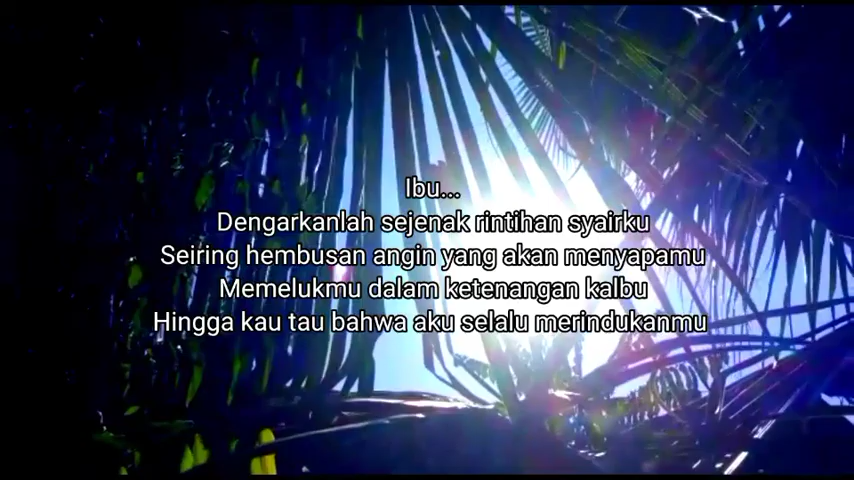 Ibu...
Dengarkanlah sejenak rintihan syairku
Seiring hembusan angin yang akan menyapamu
Memelukmu dalam ketenangan kalbu
Hingga kau tau bahwa aku selalu merindukanmu